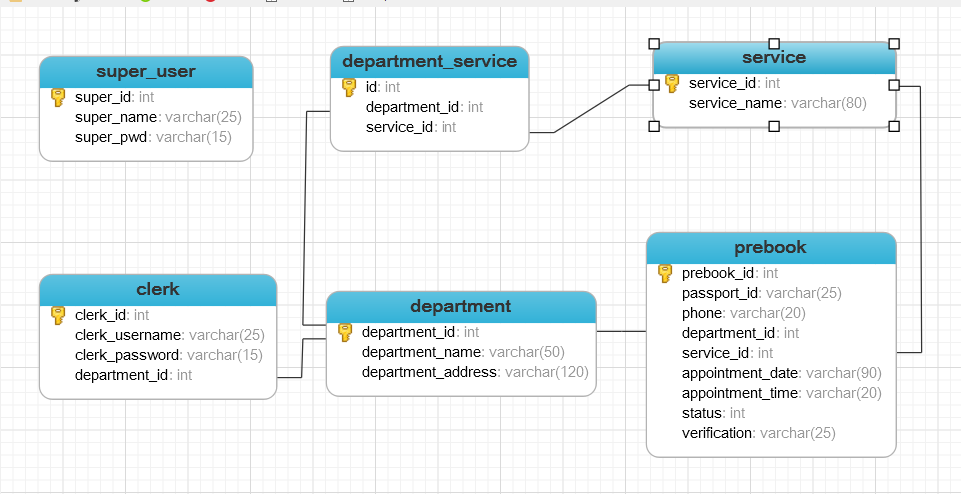 super_user
super_id: int
super_name: varchar(25)
super_pwd: varchar(15)
department_service
id: int
department_id: int
service_id: int
service
service_id: int
service_name: varchar(80)
clerk
clerk_id: int
clerk_username: varchar(25)
clerk_password: varchar(15)
department_id: int
department
department_id: int
department_name: varchar(50)
department_address: varchar(120)
prebook
prebook_id: int
passport_id: varchar(25)
phone: varchar(20)
department_id: int
service_id: int
appointment_date: varchar(90)
appointment_time: varchar(20)
status: int
verification: varchar(25)